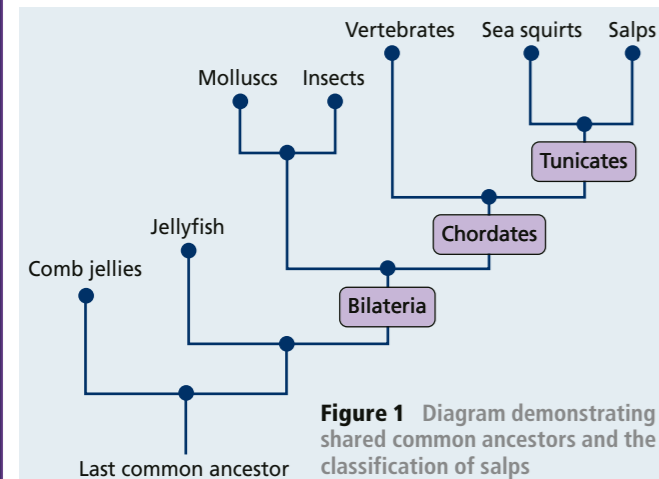 Vertebrates Sea squirts Salps
Molluscs Insects
Tunicates
Jellyfish
Chordates
Comb jellies
Bilateria
Figure 1 Diagram demonstrating
shared common ancestors and the
Last common ancestor classification of salps